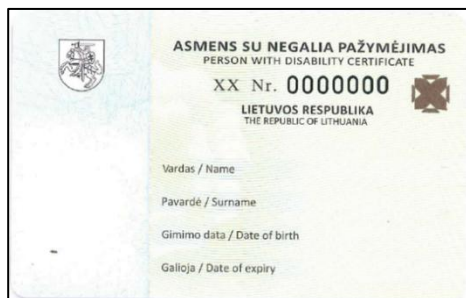 ASMENS SU NEGALIA PAŽYMĖJIMAS
PERSON WITH DISABILITY CERTIFICATE
XX Nr. 0000000
LIETUVOS RESPUBLIKA
THE REPUBLIC OF LITHUANIA
Vardas / Name
Pavardė / Surname
Gimimo data / Date of birth
Galioja / Date of expiry